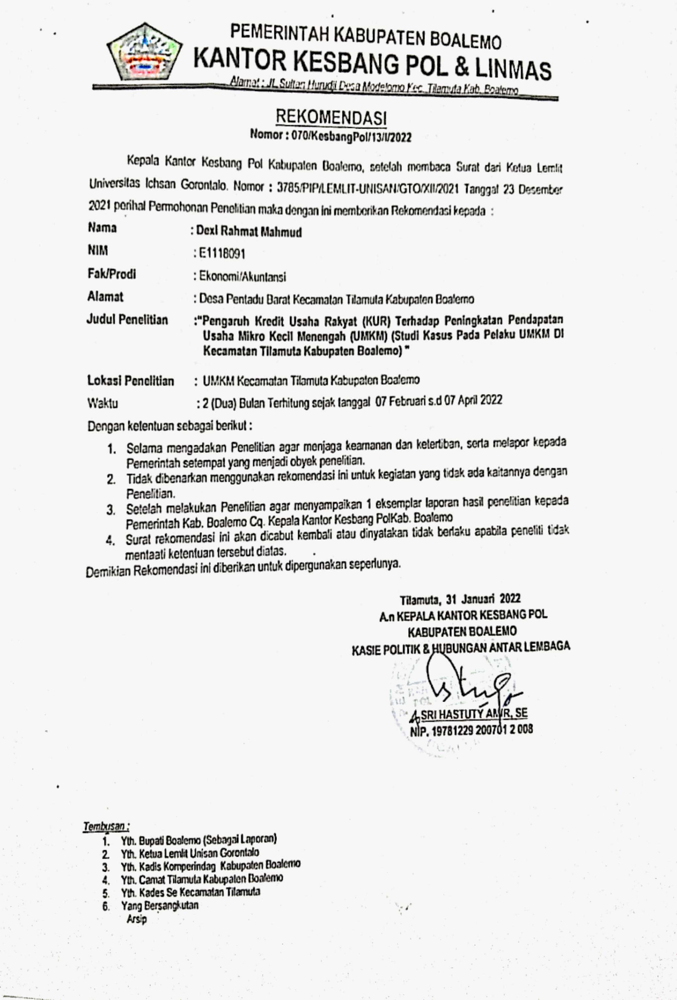 PEMERINTAH KABUPATEN BOALEMO
KANTOR KESBANG POL & LINMAS
Alamat : JL. Sultan Hurudji Desa Modelomo Kec. Tilamuta Kab. Boalemo
REKOMENDASI
Nomor : 070/KesbangPol/13/I/2022
Kepala Kantor Kesbang Pol Kabupaten Boalemo, setelah membaca Surat dari Ketua Lemlit
Universitas Ichsan Gorontalo. Nomor : 3785/PIP/LEMLIT-UNISAN/GTO/XII/2021 Tanggal 23 Desember
2021 perihal Permohonan Penelitian maka dengan ini memberikan Rekomendasi kepada :
Nama : Dexi Rahmat Mahmud
NIM : E1118091
Fak/Prodi : Ekonomi/Akuntansi
Alamat : Desa Pentadu Barat Kecamatan Tilamuta Kabupaten Boalemo
Judul Penelitian :"Pengaruh Kredit Usaha Rakyat (KUR) Terhadap Peningkatan Pendapatan
Usaha Mikro Kecil Menengah (UMKM) (Studi Kasus Pada Pelaku UMKM DI
Kecamatan Tilamuta Kabupaten Boalemo) "
Lokasi Penelitian : UMKM Kecamatan Tilamuta Kabupaten Boalemo
Waktu : 2 (Dua) Bulan Terhitung sejak tanggal 07 Februari s.d 07 April 2022
Dengan ketentuan sebagai berikut :
1. Selama mengadakan Penelitian agar menjaga keamanan dan ketertiban, serta melapor kepada
Pemerintah setempat yang menjadi obyek penelitian.
2. Tidak dibenarkan menggunakan rekomendasi ini untuk kegiatan yang tidak ada kaitannya dengan
Penelitian.
3. Setelah melakukan Penelitian agar menyampaikan 1 eksemplar laporan hasil penelitian kepada
Pemerintah Kab. Boalemo Cq. Kepala Kantor Kesbang PolKab. Boalemo
4. Surat rekomendasi ini akan dicabut kembali atau dinyatakan tidak berlaku apabila peneliti tidak
mentaati ketentuan tersebut diatas.
Demikian Rekomendasi ini diberikan untuk dipergunakan seperlunya.
Tilamuta, 31 Januari 2022
A.n KEPALA KANTOR KESBANG POL
KABUPATEN BOALEMO
KASIE POLITIK & HUBUNGAN ANTAR LEMBAGA
SRI HASTUTY AMIR, SE
NIP. 19781229 200701 2 008
Tembusan :
1. Yth. Bupati Boalemo (Sebagai Laporan)
2. Yth. Ketua Lemlit Unisan Gorontalo
3. Yth. Kadis Komperindag Kabupaten Boalemo
4. Yth. Camat Tilamuta Kabupaten Boalemo
5. Yth. Kades Se Kecamatan Tilamuta
6. Yang Bersangkutan
Arsip